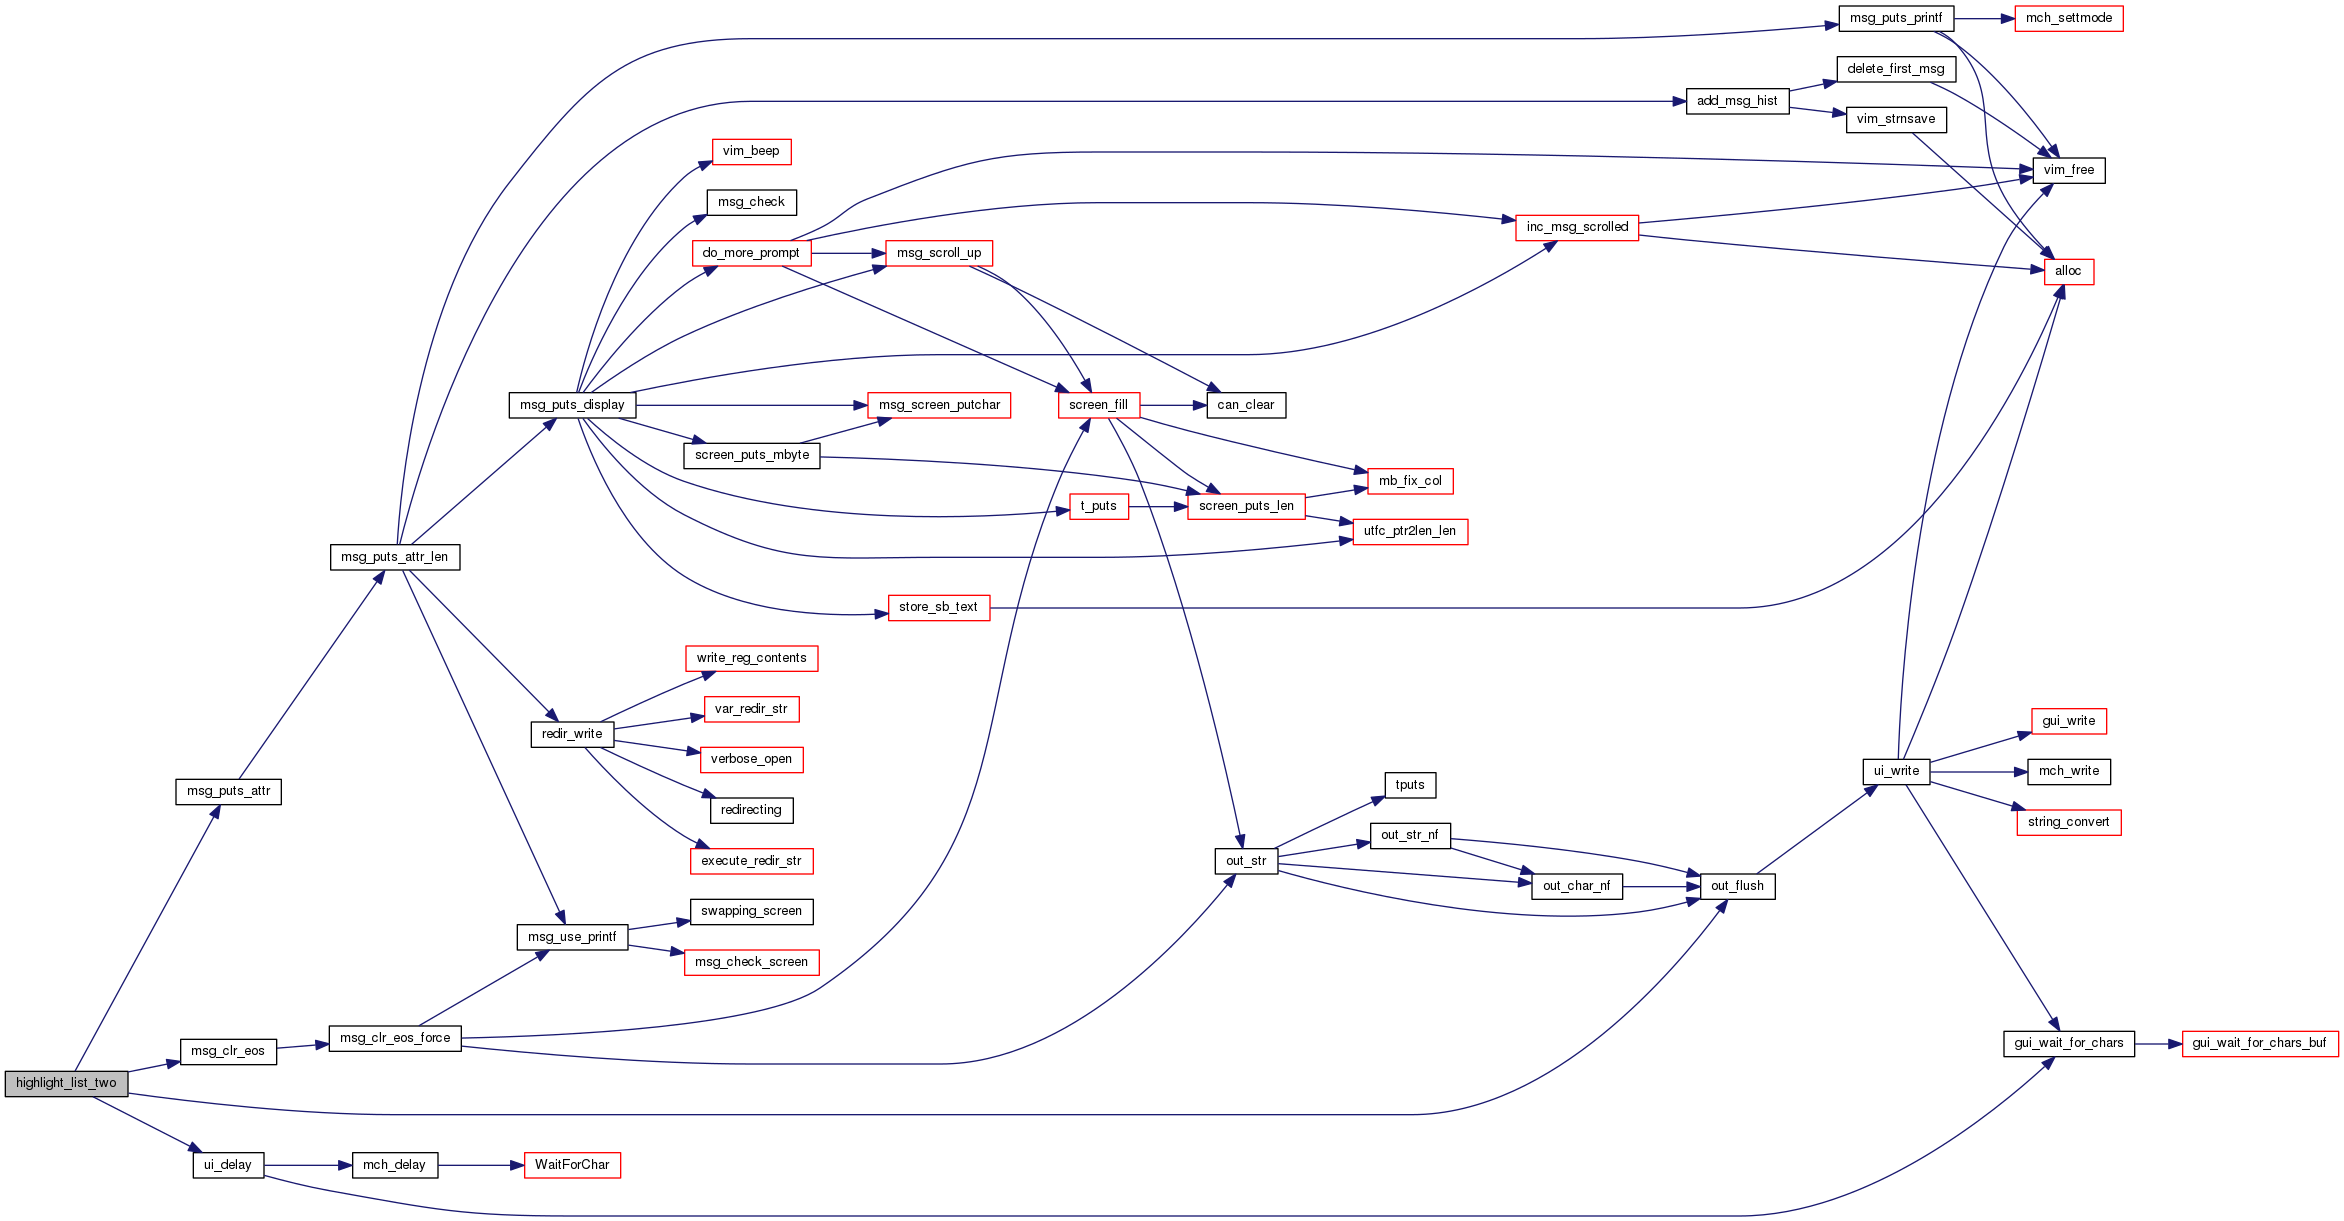 msg_puts_printf
mch_settmode
delete_first_msg
add_msg_hist
vim_strnsave
vim_beep
vim_free
msg_check
inc_msg_scrolled
do_more_prompt
msg_scroll_up
alloc
msg_puts_display
msg_screen_putchar
screen_fill
can_clear
screen_puts_mbyte
mb_fix_col
t_puts
screen_puts_len
utfc_ptr2len_len
msg_puts_attr_len
store_sb_text
write_reg_contents
var_redir_str
gui_write
redir_write
verbose_open
ui_write
mch_write
msg_puts_attr
tputs
redirecting
string_convert
out_str_nf
execute_redir_str
out_str
out_char_nf
out_flush
swapping_screen
msg_use_printf
msg_check_screen
msg_clr_eos_force
gui_wait_for_chars
gui_wait_for_chars_buf
msg_clr_eos
highlight_list_two
ui_delay
mch_delay
WaitForChar